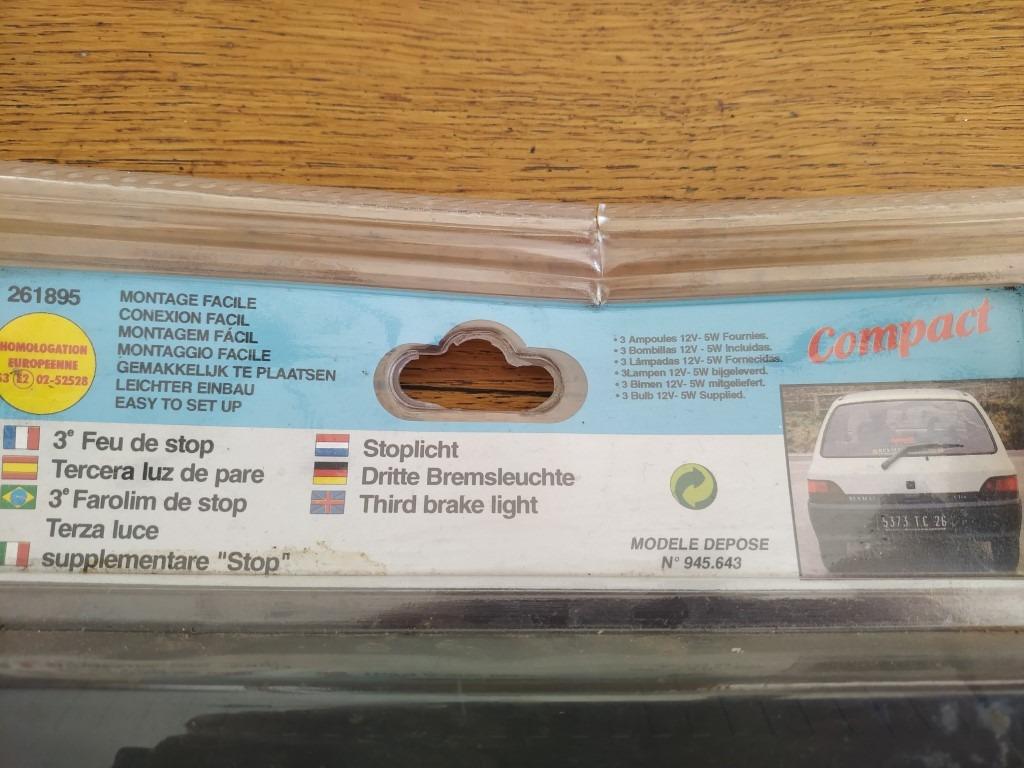 261895
HOMOLOGATION
EUROPEENNE
E2 02-52528
MONTAGE FACILE
CONEXION FACIL
MONTAGEM FÁCIL
MONTAGGIO FACILE
GEMAKKELIJK TE PLAATSEN
LEICHTER EINBAU
EASY TO SET UP
• 3 Ampoules 12V- 5W Fournies.
• 3 Bombillas 12V - 5W Incluidas.
• 3 Lâmpadas 12V- 5W Fornecidas.
• 3Lampen 12V- 5W bijgeleverd.
• 3 Birnen 12V- 5W mitgeliefert.
• 3 Bulb 12V- 5W Supplied.
Compact
3e Feu de stop
Tercera luz de pare
3e Farolim de stop
Terza luce
supplementare "Stop"
Stoplicht
Dritte Bremsleuchte
Third brake light
MODELE DEPOSE
N° 945.643
5373 TC 26